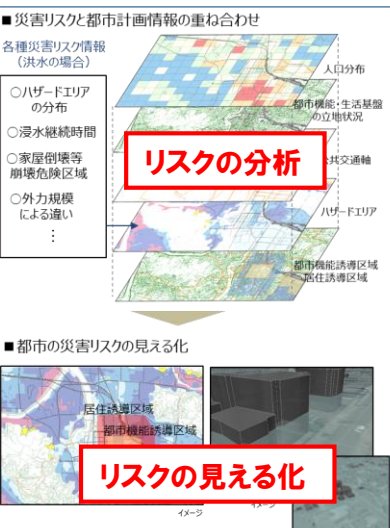 ■災害リスクと都市計画情報の重ね合わせ
各種災害リスク情報
（洪水の場合）
○ハザードエリア
の分布
○浸水継続時間
○家屋倒壊等
崩壊危険区域
○外力規模
による違い
⋮
人口分布
都市機能・生活基盤
の立地状況
リスクの分析
共交通軸
ハザードエリア
都市機能誘導区域
居住誘導区域
■都市の災害リスクの見える化
居住誘導区域
都市機能誘導区域
リスクの見える化
イメージ
イメージ